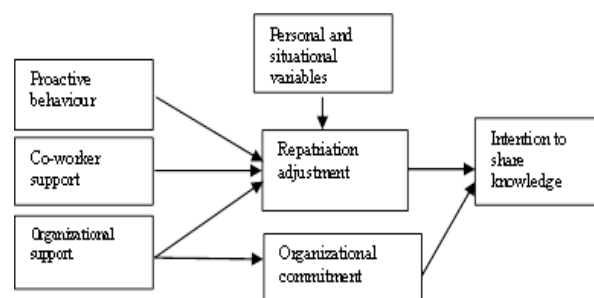 Personal and
situational
variables
Proactive
behaviour
Co-worker
support
Organizational
support
Repatriation
adjustment
Organizational
commitment
Intention to
share
knowledge